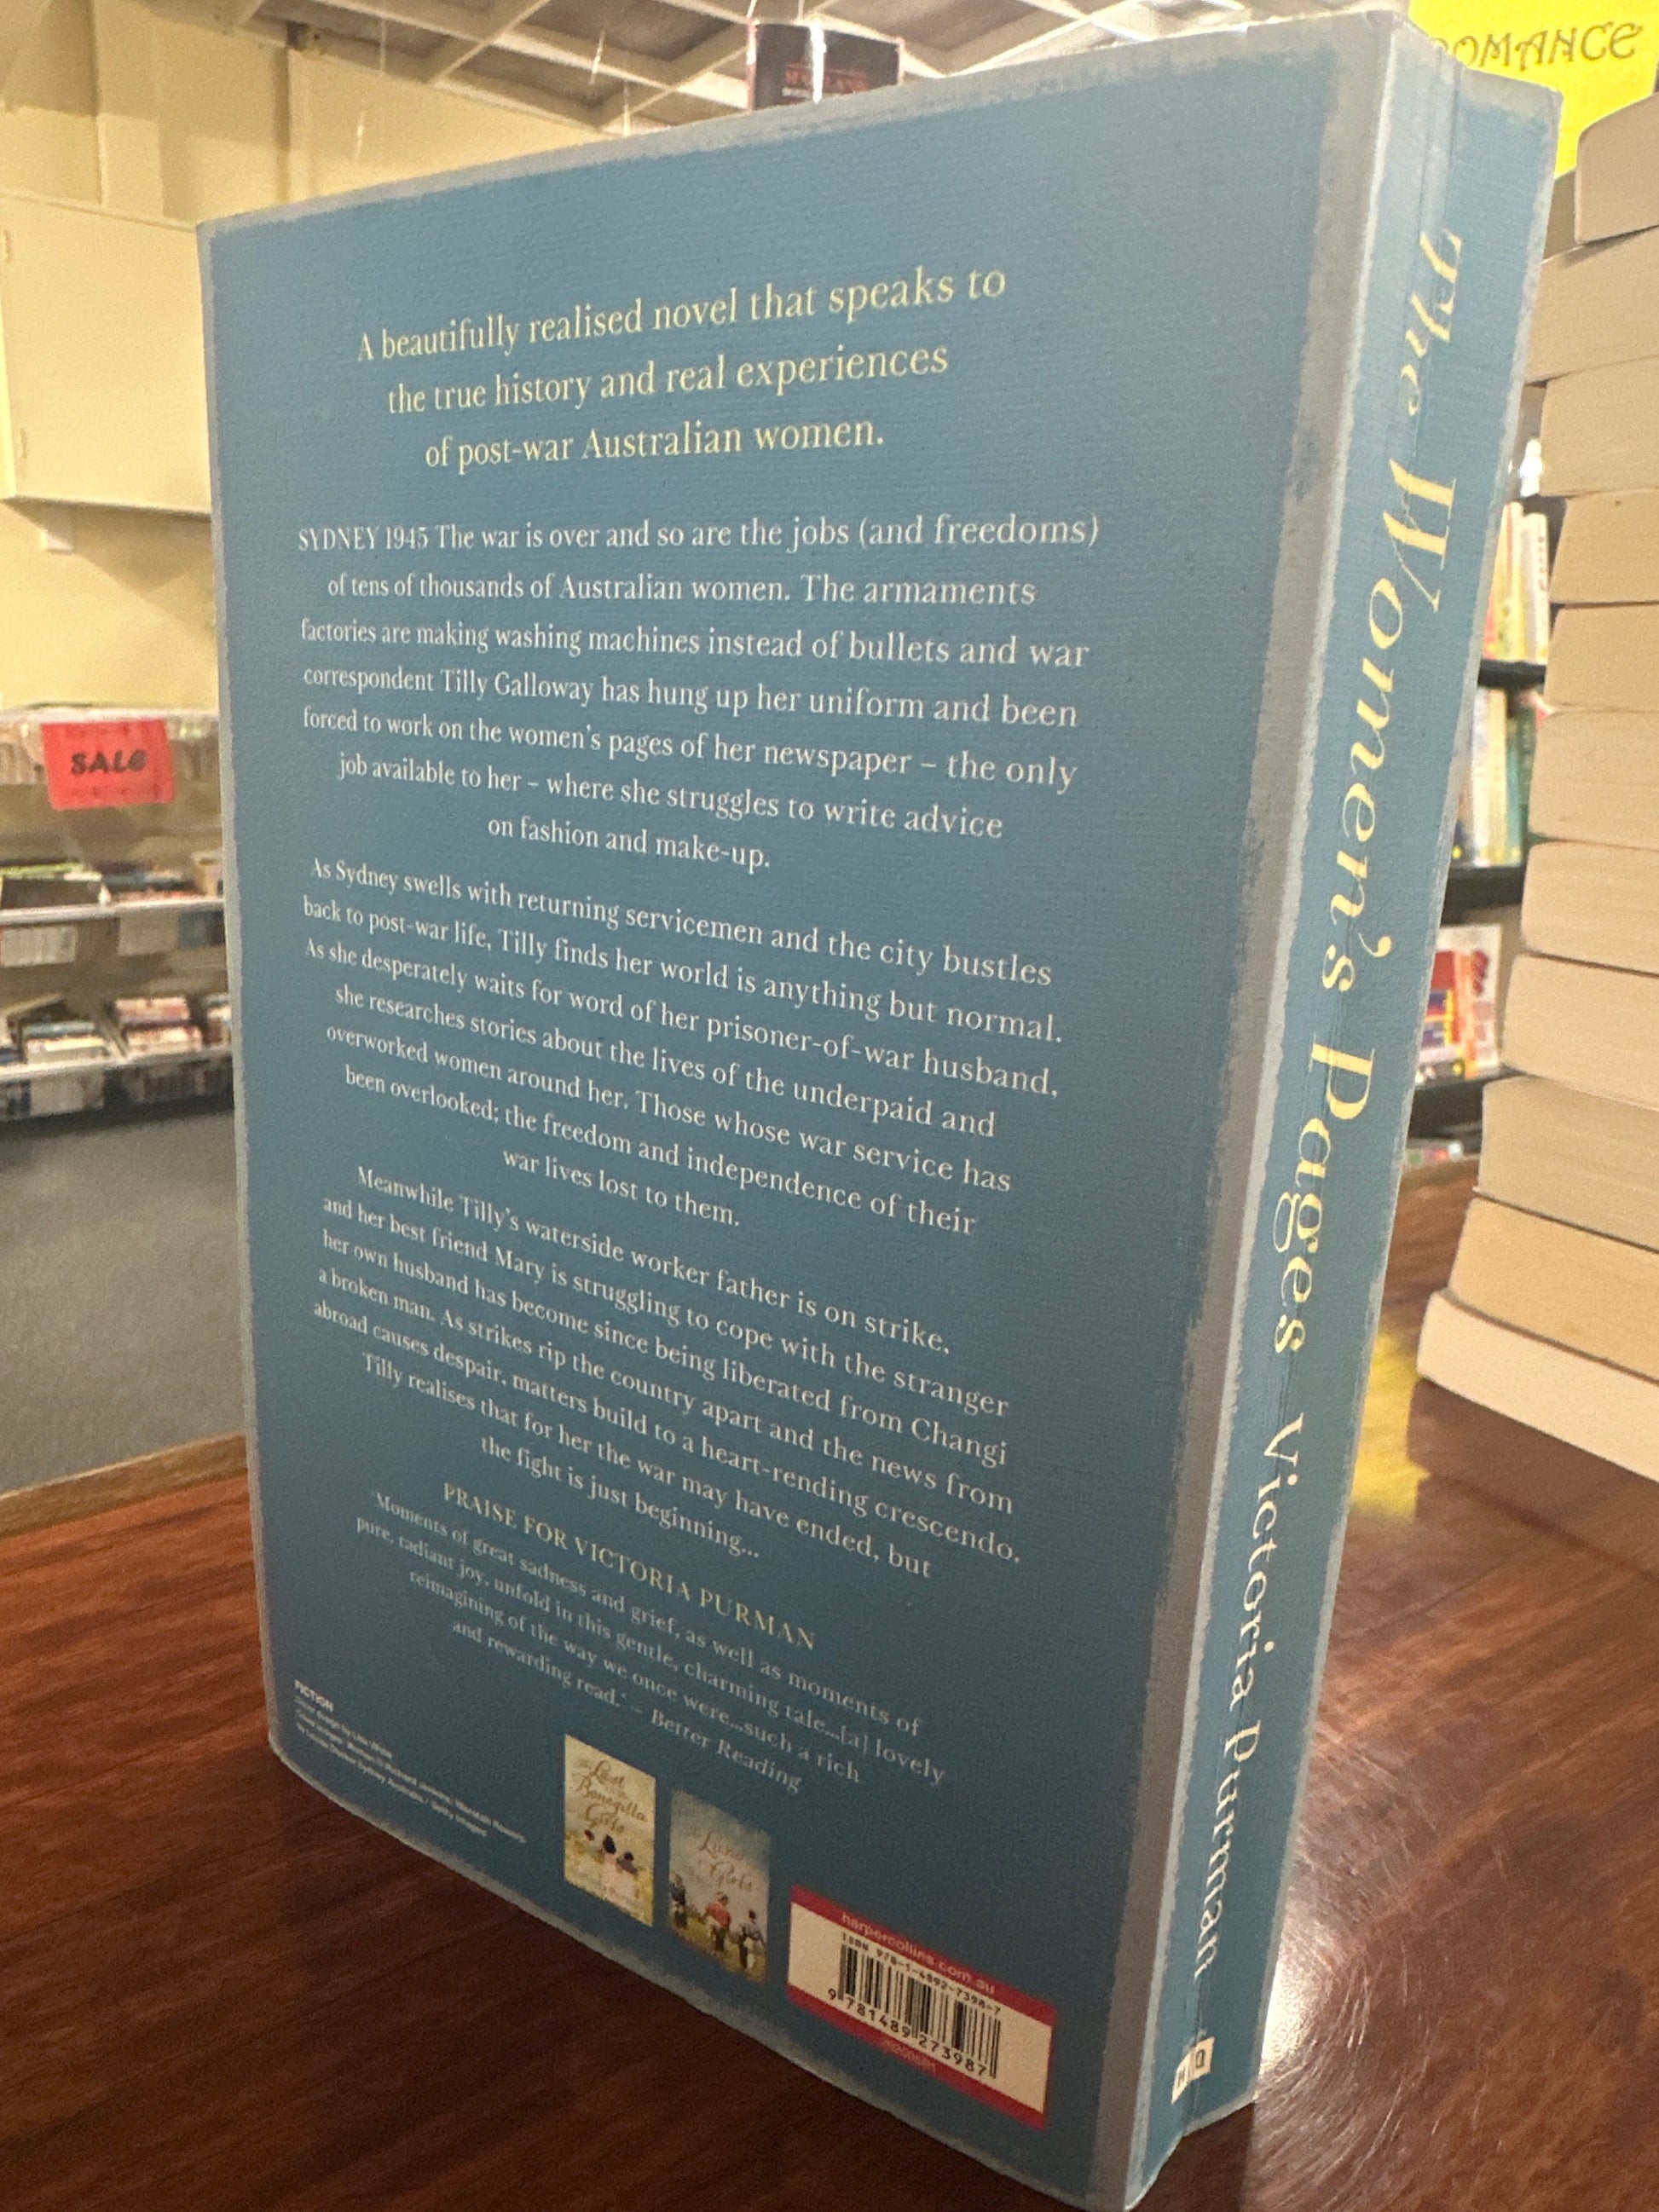 OMANCE
SALE
A beautifully realised novel that speaks to
the true history and real experiences
of post-war Australian women.
SYDNEY 1945 The war is over and so are the jobs (and freedoms)
of tens of thousands of Australian women. The armaments
factories are making washing machines instead of bullets and war
correspondent Tilly Galloway has hung up her uniform and been
forced to work on the women's pages of her newspaper – the only
job available to her – where she struggles to write advice
on fashion and make-up.
As Sydney swells with returning servicemen and the city bustles
back to post-war life, Tilly finds her world is anything but normal.
As she desperately waits for word of her prisoner-of-war husband,
she researches stories about the lives of the underpaid and
overworked women around her. Those whose war service has
been overlooked; the freedom and independence of their
war lives lost to them.
Meanwhile Tilly's waterside worker father is on strike,
and her best friend Mary is struggling to cope with the stranger
her own husband has become since being liberated from Changi
a broken man. As strikes rip the country apart and the news from
abroad causes despair, matters build to a heart-rending crescendo.
Tilly realises that for her the war may have ended, but
the fight is just beginning...
PRAISE FOR VICTORIA PURMAN
'Moments of great sadness and grief, as well as moments of
pure, radiant joy, unfold in this gentle, charming tale...[a] lovely
reimagining of the way we once were...such a rich
and rewarding read.' – Better Reading
FICTION
The Last
Bonegilla
Girls
Girls
harpercollins.com.au
ISBN 978-1-4892-7398-7
9 781489 273987
The Women's Pages Victoria Purman
HQ